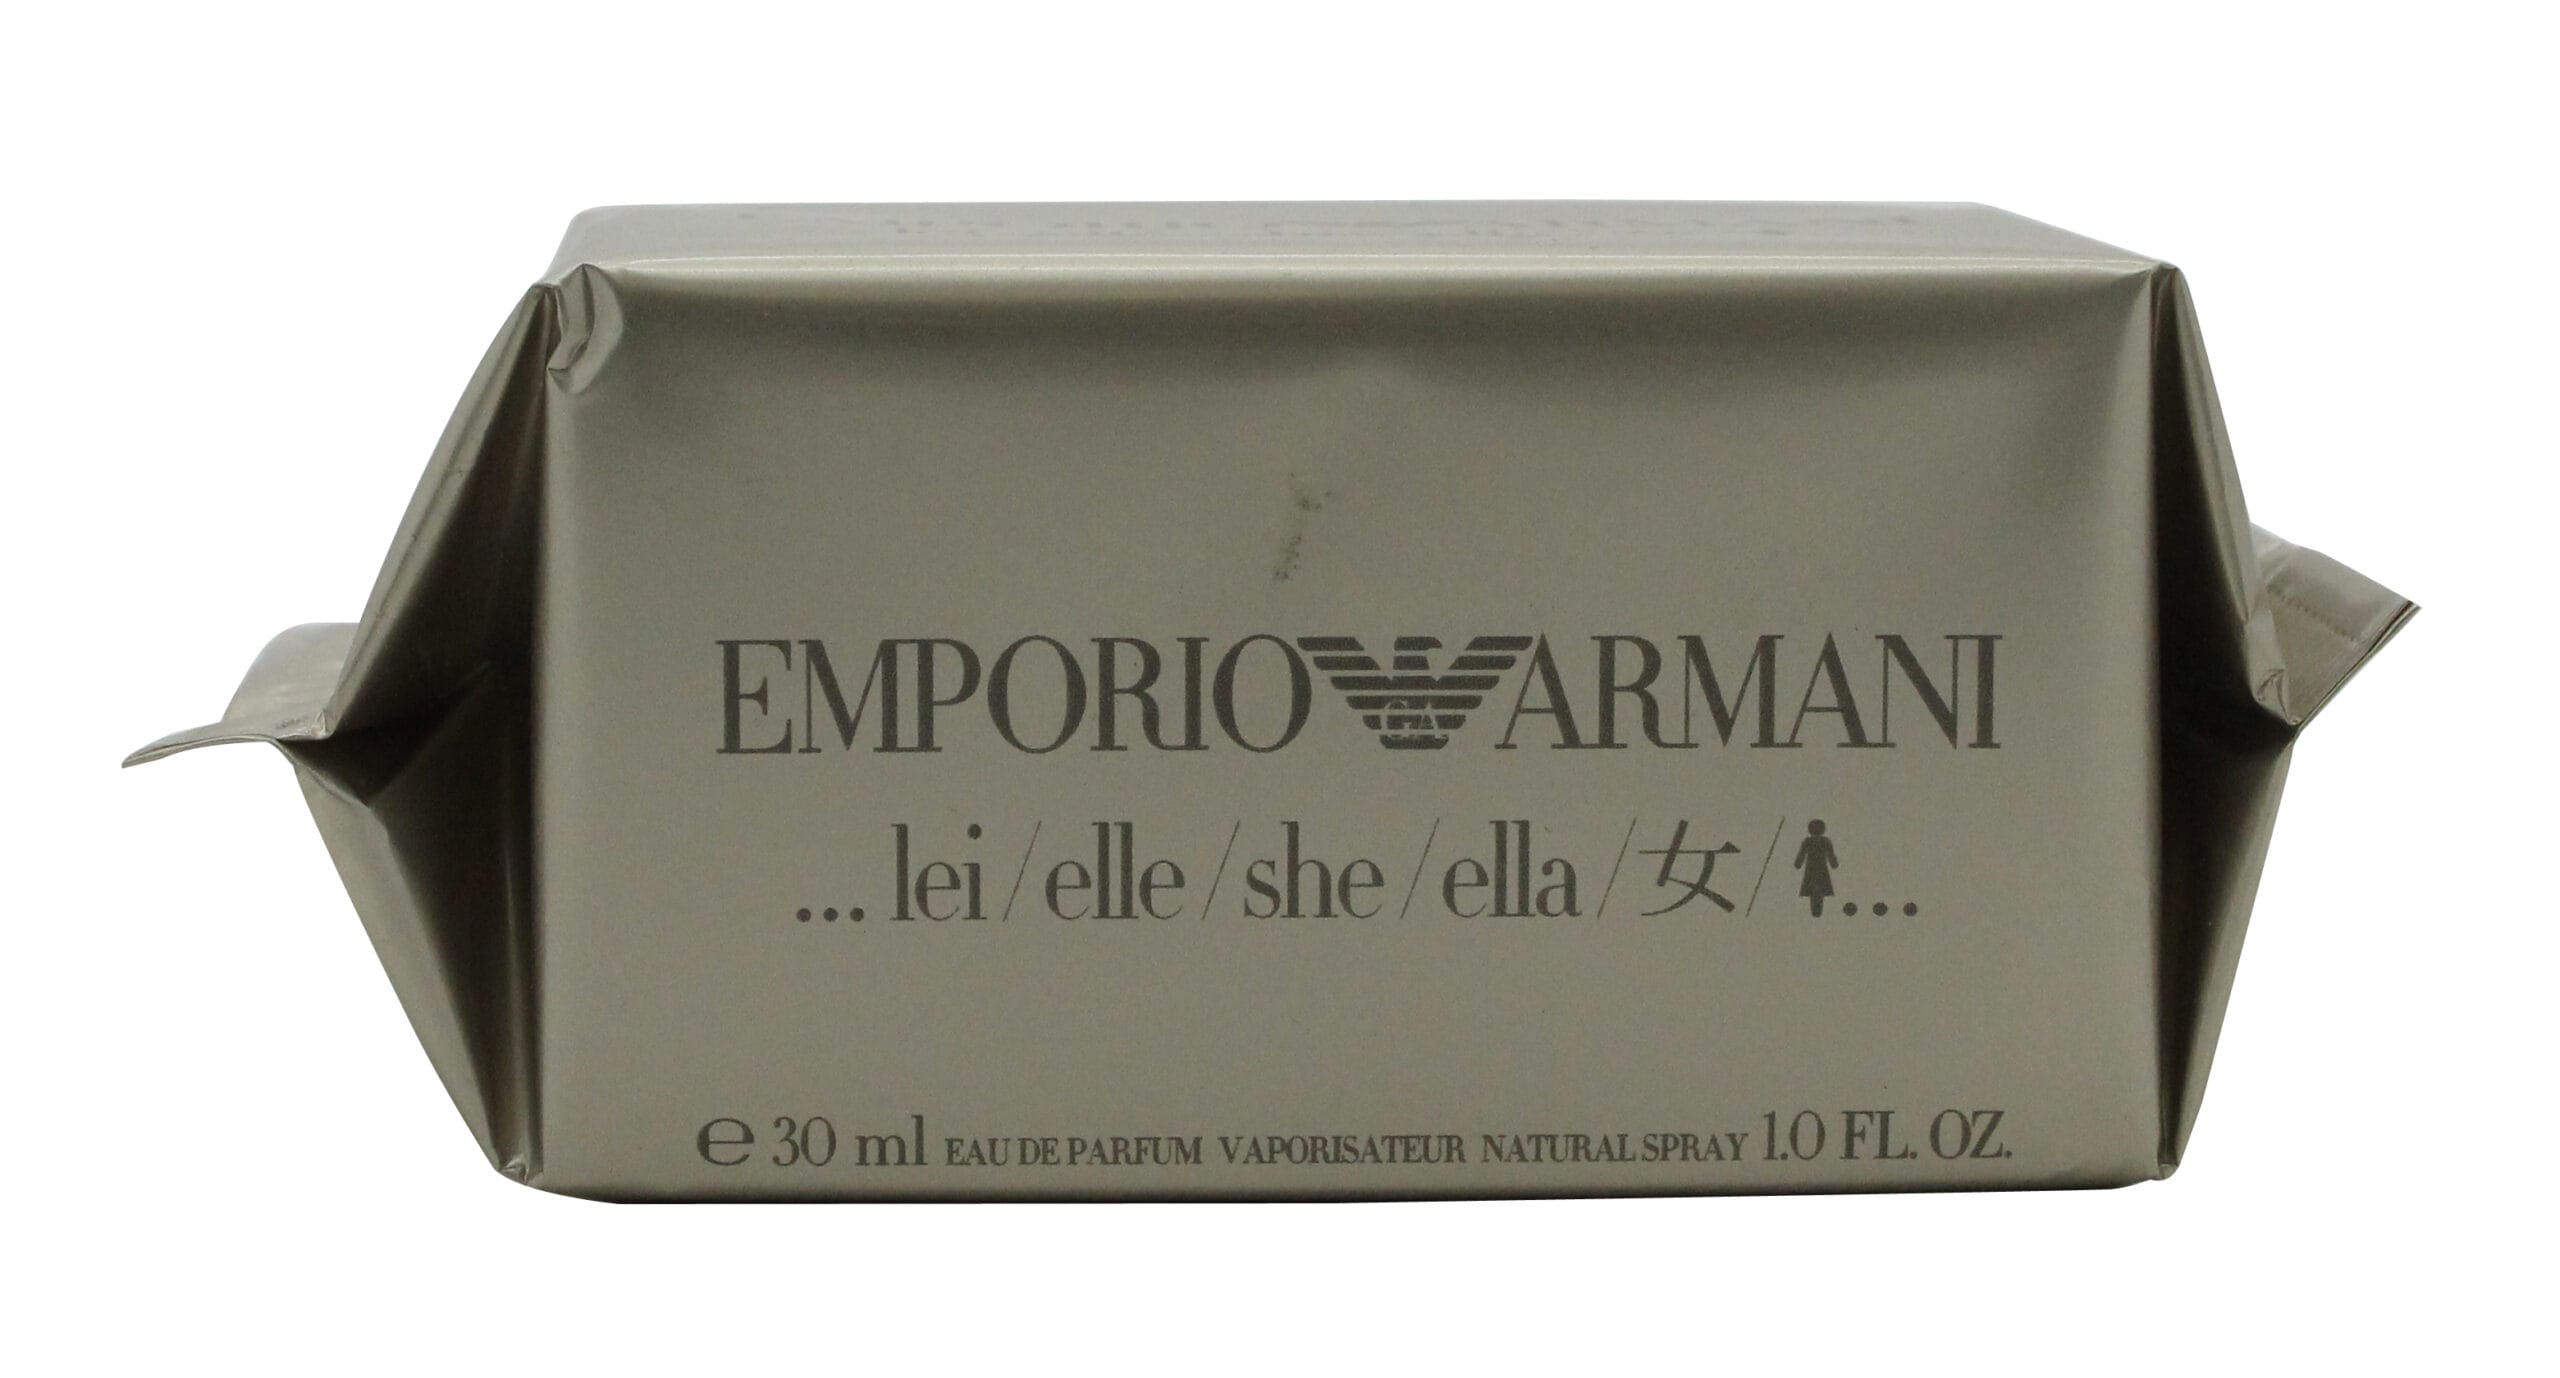 EMPORIO ARMANI
...lei/elle/she/ella/女/...
℮ 30 ml EAU DE PARFUM VAPORISATEUR NATURAL SPRAY 1.0 FL. OZ.